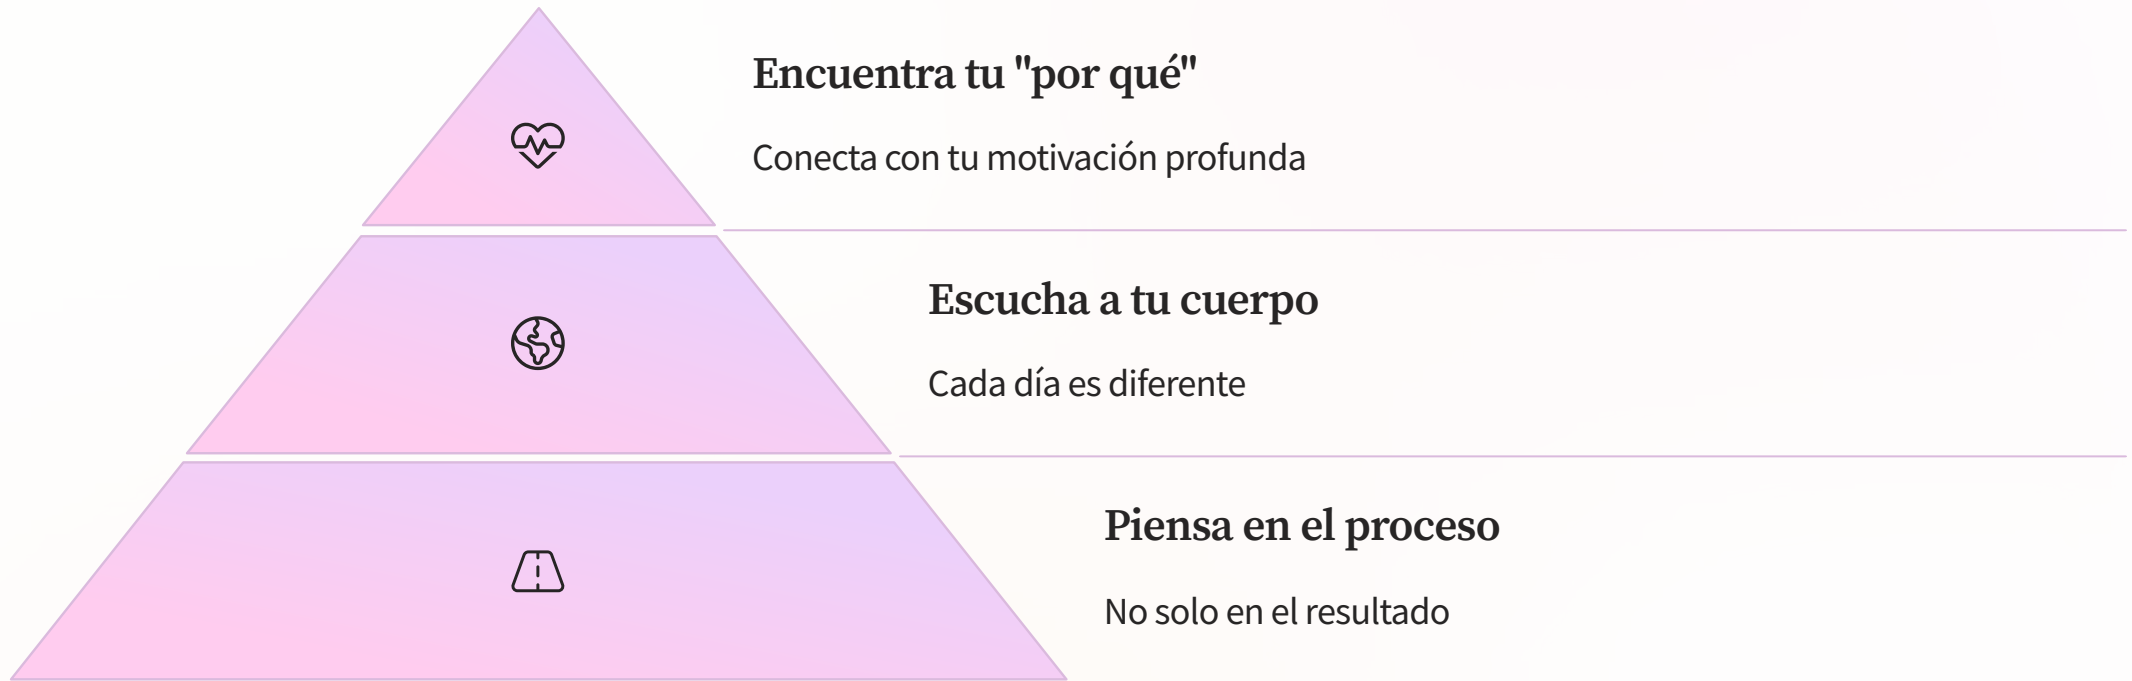 Encuentra tu "por qué"
Conecta con tu motivación profunda
Escucha a tu cuerpo
Cada día es diferente
Piensa en el proceso
No solo en el resultado